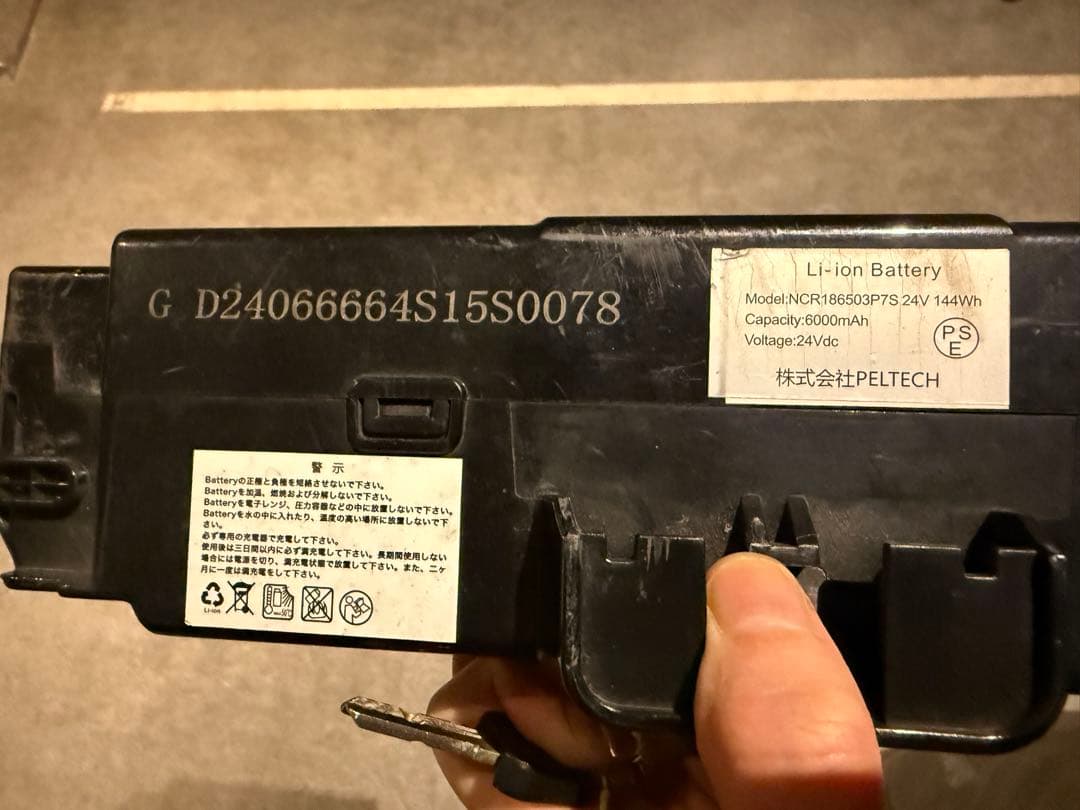 G D24066664S15S0078
Li-ion Battery
Model;NCR186503P7S 24V 144Wh
Capacity:6000mAh
Voltage:24Vdc
PS
E
株式会社PELTECH
警示
Batteryの正極と負極を短絡させないで下さい。
Batteryを加温、燃焼および分解しないで下さい。
Batteryを電子レンジ、圧力容器などの中に放置しないで下さい。
Batteryを水の中に入れたり、温度の高い場所に放置しないで下
さい。
必ず専用の充電器で充電して下さい。
使用後は三日間以内に必ず満充電して下さい。長期間使用しない
場合には電源を切り、満充電状態で放置して下さい。また、二ケ
月に一度は満充電をして下さい。
Li-ion